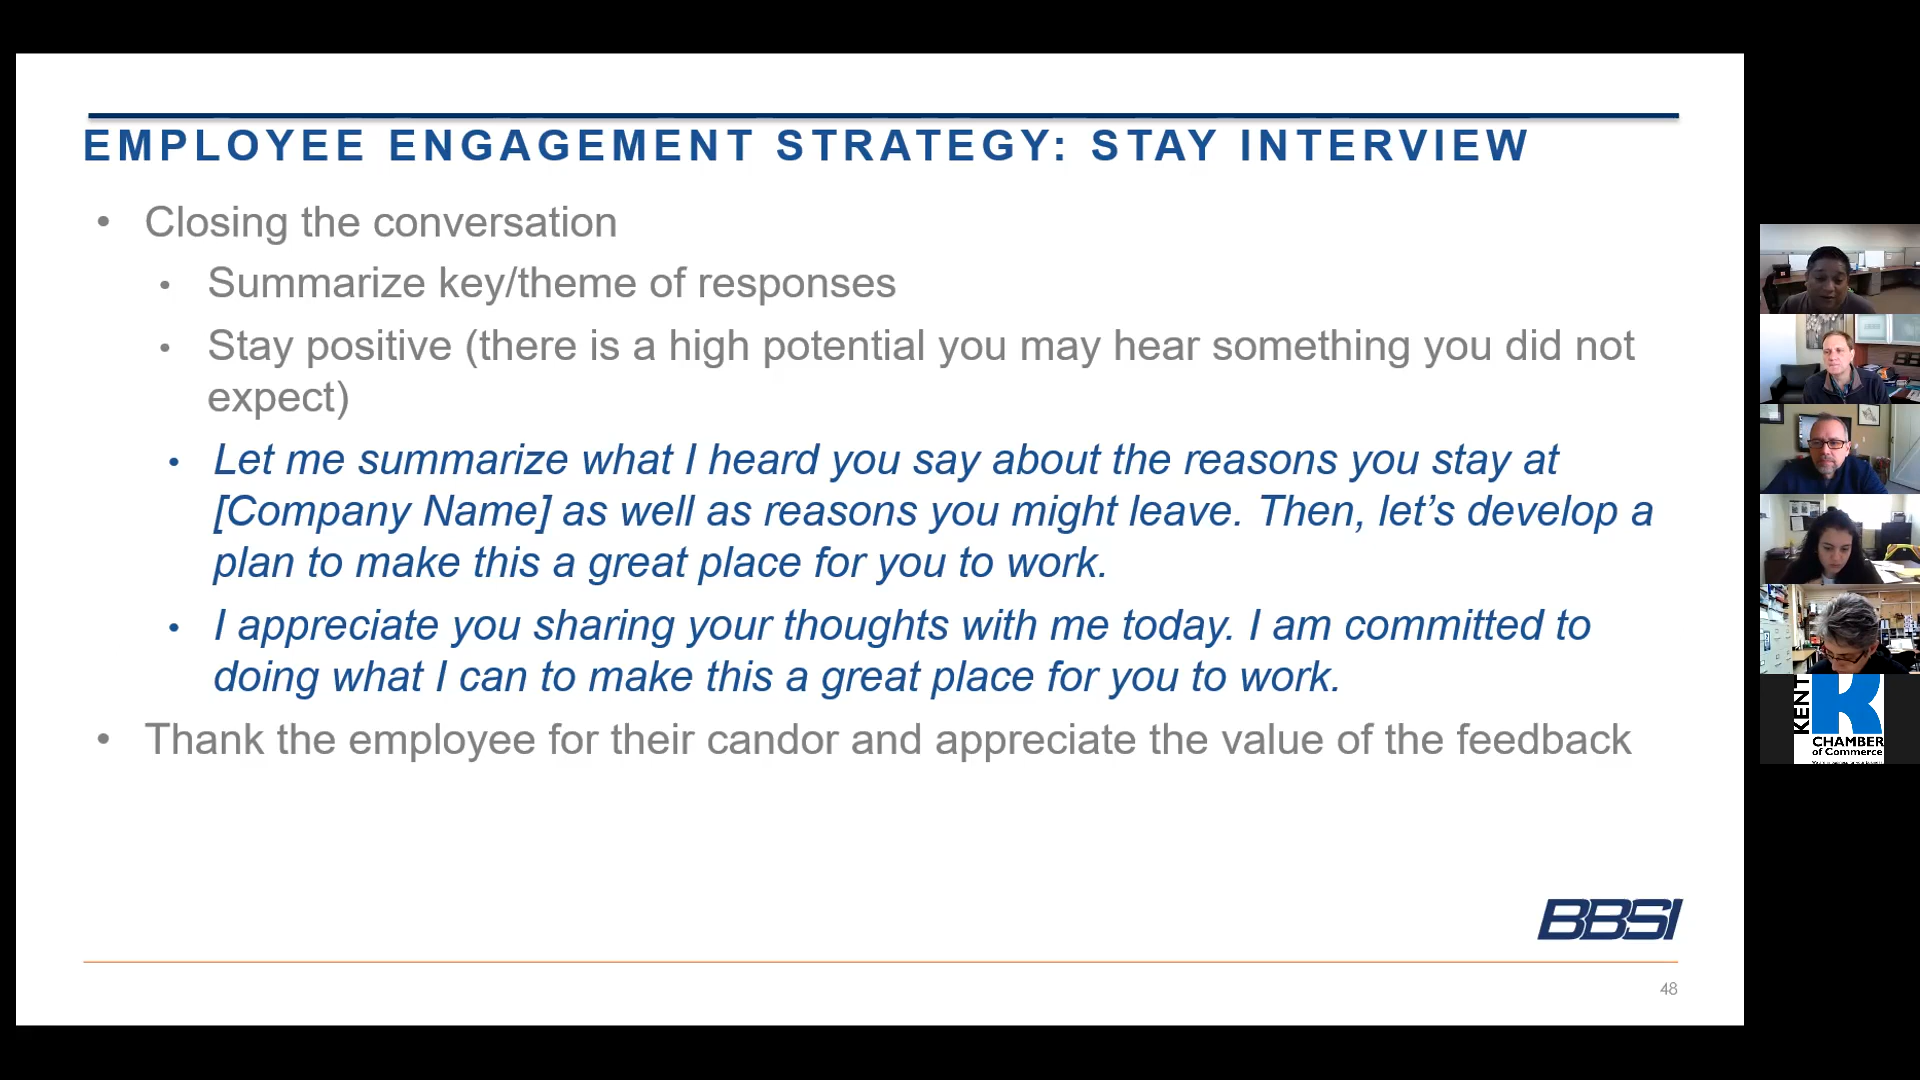 EMPLOYEE ENGAGEMENT STRATEGY: STAY INTERVIEW
• Closing the conversation
• Summarize key/theme of responses
• Stay positive (there is a high potential you may hear something you did not
expect)
• Let me summarize what I heard you say about the reasons you stay at
[Company Name] as well as reasons you might leave. Then, let’s develop a
plan to make this a great place for you to work.
• I appreciate you sharing your thoughts with me today. I am committed to
doing what I can to make this a great place for you to work.
• Thank the employee for their candor and appreciate the value of the feedback
BBSI
48
KENT
CHAMBER
of Commerce